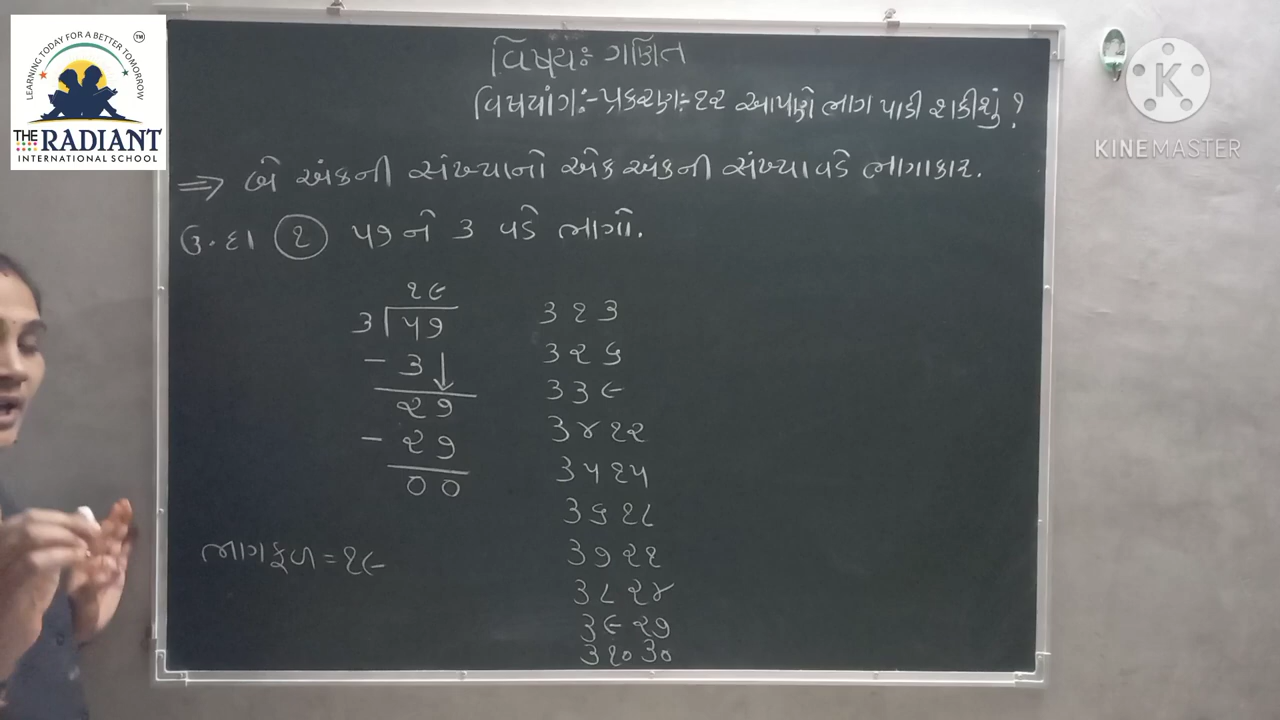 LEARNING TODAY FOR A BETTER TOMORROW
TM
THE RADIANT
INTERNATIONAL SCHOOL
K
KINEMASTER
વિષયઃ ગણિત
વિષયાંગઃ- પ્રકરણઃ- ૧૨ આપણે ભાગ પાડી શકીશું ?
⇒ બે અંકની સંખ્યાનો એક અંકની સંખ્યા વડે ભાગાકાર.
ઉ.દા ૧ ૫૭ ને ૩ વડે ભાગો.
૧૯
૩ ૫૭
- ૩ ↓
૨૭
- ૨૭
૦૦
ભાગફળ = ૧૯
૩ ૧ ૩
૩ ૨ ૬
૩ ૩ ૯
૩ ૪ ૧૨
૩ ૫ ૧૫
૩ ૬ ૧૮
૩ ૭ ૨૧
૩ ૮ ૨૪
૩ ૯ ૨૭
૩ ૧૦ ૩૦